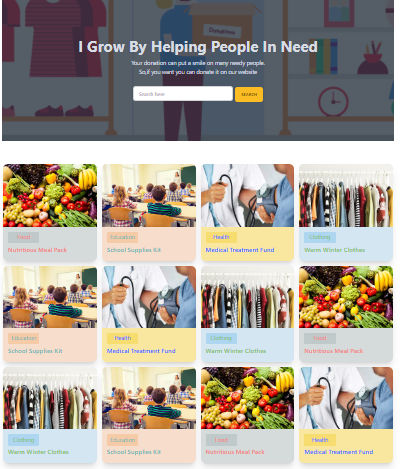 Donations
I Grow By Helping People In Need
Your donation can put a smile on many needy people.
So,if you want you can donate it on our website
Search here
SEARCH
Food
Education
Health
Clothing
Nutritious Meal Pack
School Supplies Kit
Medical Treatment Fund
Warm Winter Clothes
Education
Health
Clothing
Food
School Supplies Kit
Medical Treatment Fund
Warm Winter Clothes
Nutritious Meal Pack
Clothing
Education
Food
Health
Warm Winter Clothes
School Supplies Kit
Nutritious Meal Pack
Medical Treatment Fund